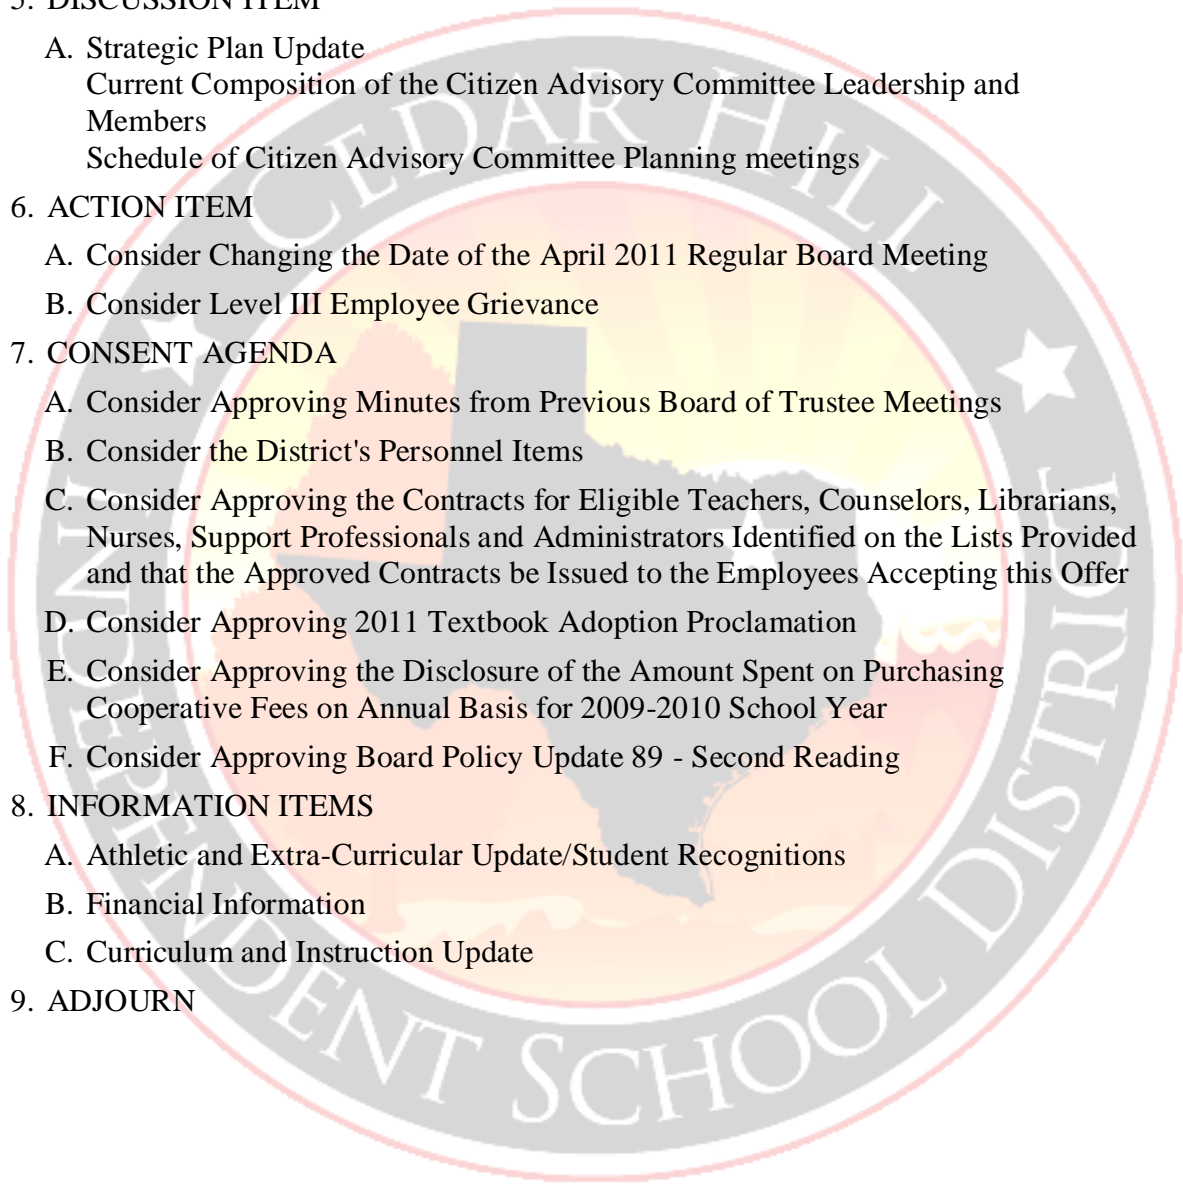 5. DISCUSSION ITEM
A. Strategic Plan Update
Current Composition of the Citizen Advisory Committee Leadership and
Members
Schedule of Citizen Advisory Committee Planning meetings
6. ACTION ITEM
A. Consider Changing the Date of the April 2011 Regular Board Meeting
B. Consider Level III Employee Grievance
7. CONSENT AGENDA
A. Consider Approving Minutes from Previous Board of Trustee Meetings
B. Consider the District's Personnel Items
C. Consider Approving the Contracts for Eligible Teachers, Counselors, Librarians,
Nurses, Support Professionals and Administrators Identified on the Lists Provided
and that the Approved Contracts be Issued to the Employees Accepting this Offer
D. Consider Approving 2011 Textbook Adoption Proclamation
E. Consider Approving the Disclosure of the Amount Spent on Purchasing
Cooperative Fees on Annual Basis for 2009-2010 School Year
F. Consider Approving Board Policy Update 89 - Second Reading
8. INFORMATION ITEMS
A. Athletic and Extra-Curricular Update/Student Recognitions
B. Financial Information
C. Curriculum and Instruction Update
9. ADJOURN
CEDAR HILL
INDEPENDENT SCHOOL DISTRICT